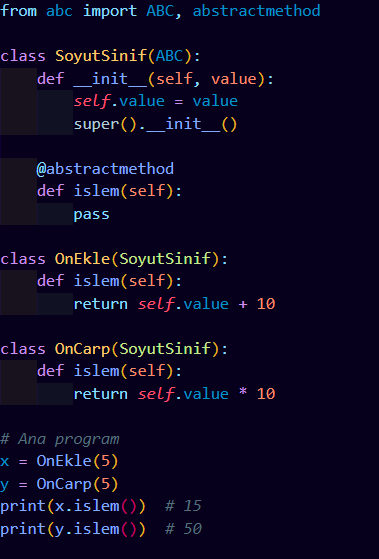 from abc import ABC, abstractmethod
class SoyutSinif(ABC):
    def __init__(self, value):
        self.value = value
        super().__init__()
    @abstractmethod
    def islem(self):
        pass
class OnEkle(SoyutSinif):
    def islem(self):
        return self.value + 10
class OnCarp(SoyutSinif):
    def islem(self):
        return self.value * 10
# Ana program
x = OnEkle(5)
y = OnCarp(5)
print(x.islem())  # 15
print(y.islem())  # 50